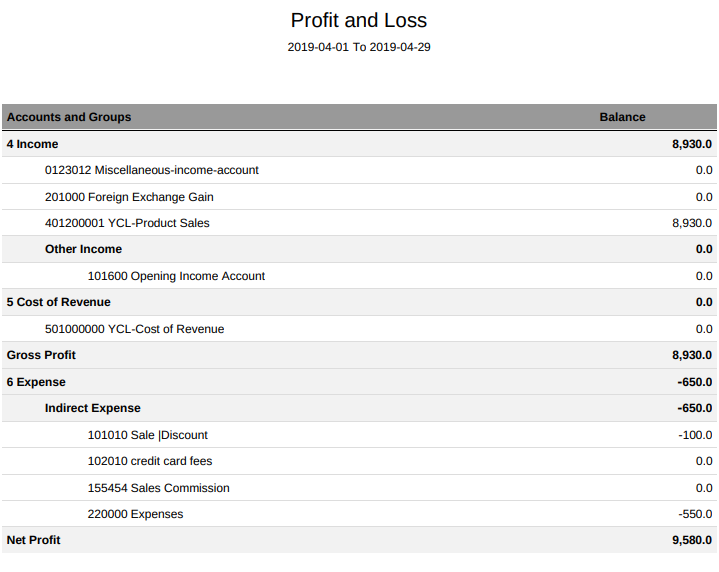 Profit and Loss
2019-04-01 To 2019-04-29
Accounts and Groups Balance
4 Income 8,930.0
0123012 Miscellaneous-income-account 0.0
201000 Foreign Exchange Gain 0.0
401200001 YCL-Product Sales 8,930.0
Other Income 0.0
101600 Opening Income Account 0.0
5 Cost of Revenue 0.0
501000000 YCL-Cost of Revenue 0.0
Gross Profit 8,930.0
6 Expense -650.0
Indirect Expense -650.0
101010 Sale |Discount -100.0
102010 credit card fees 0.0
155454 Sales Commission 0.0
220000 Expenses -550.0
Net Profit 9,580.0